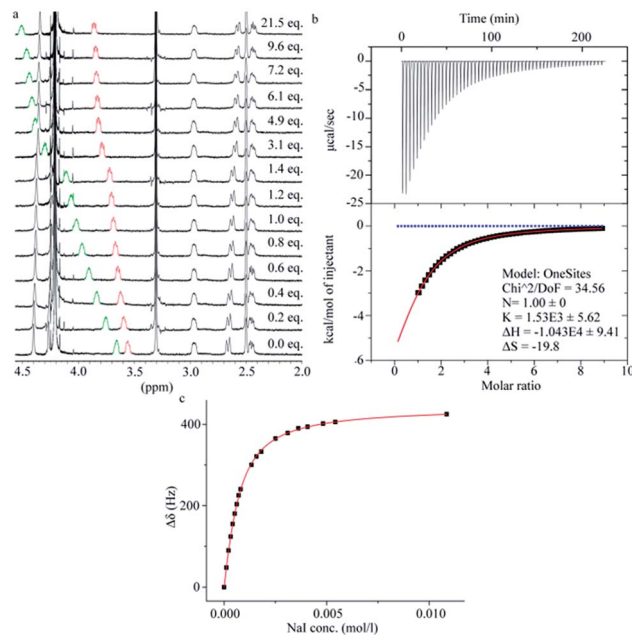 a
21.5 eq.
9.6 eq.
7.2 eq.
6.1 eq.
4.9 eq.
3.1 eq.
1.4 eq.
1.2 eq.
1.0 eq.
0.8 eq.
0.6 eq.
0.4 eq.
0.2 eq.
0.0 eq.
4.5 4.0 3.5 3.0 2.5 2.0
(ppm)
b
Time (min)
0 100 200
0
-5
-10
-15
-20
-25
μcal/sec
0
-2
-4
-6
kcal/mol of injectant
Model: OneSites
Chi^2/DoF = 34.56
N= 1.00 ± 0
K = 1.53E3 ± 5.62
ΔH = -1.043E4 ± 9.41
ΔS = -19.8
0 2 4 6 8 10
Molar ratio
c
400
200
0
Δδ (Hz)
0.000 0.005 0.010
NaI conc. (mol/l)